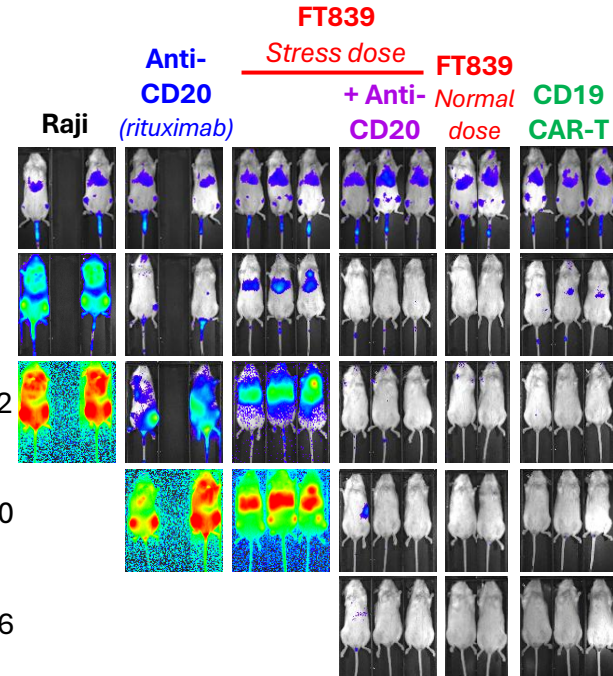 FT839
Stress dose
Anti-
CD20
(rituximab)
+ Anti-
CD20
FT839
Normal
dose
CD19
CAR-T
Raji
2
0
6